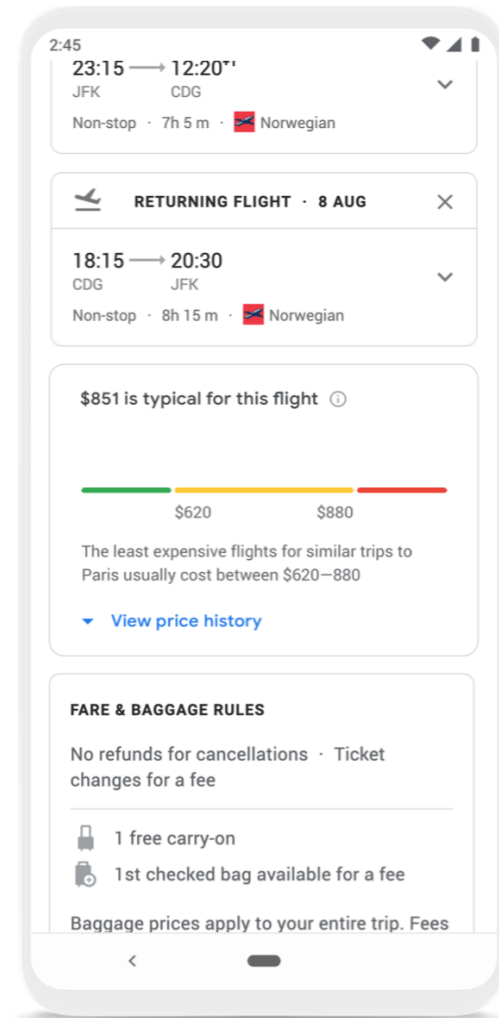 2:45
23:15 → 12:20
JFK CDG
Non-stop · 7h 5 m · Norwegian
RETURNING FLIGHT · 8 AUG
18:15 → 20:30
CDG JFK
Non-stop · 8h 15 m · Norwegian
$851 is typical for this flight
$620 $880
The least expensive flights for similar trips to
Paris usually cost between $620–880
View price history
FARE & BAGGAGE RULES
No refunds for cancellations · Ticket
changes for a fee
1 free carry-on
1st checked bag available for a fee
Baggage prices apply to your entire trip. Fees